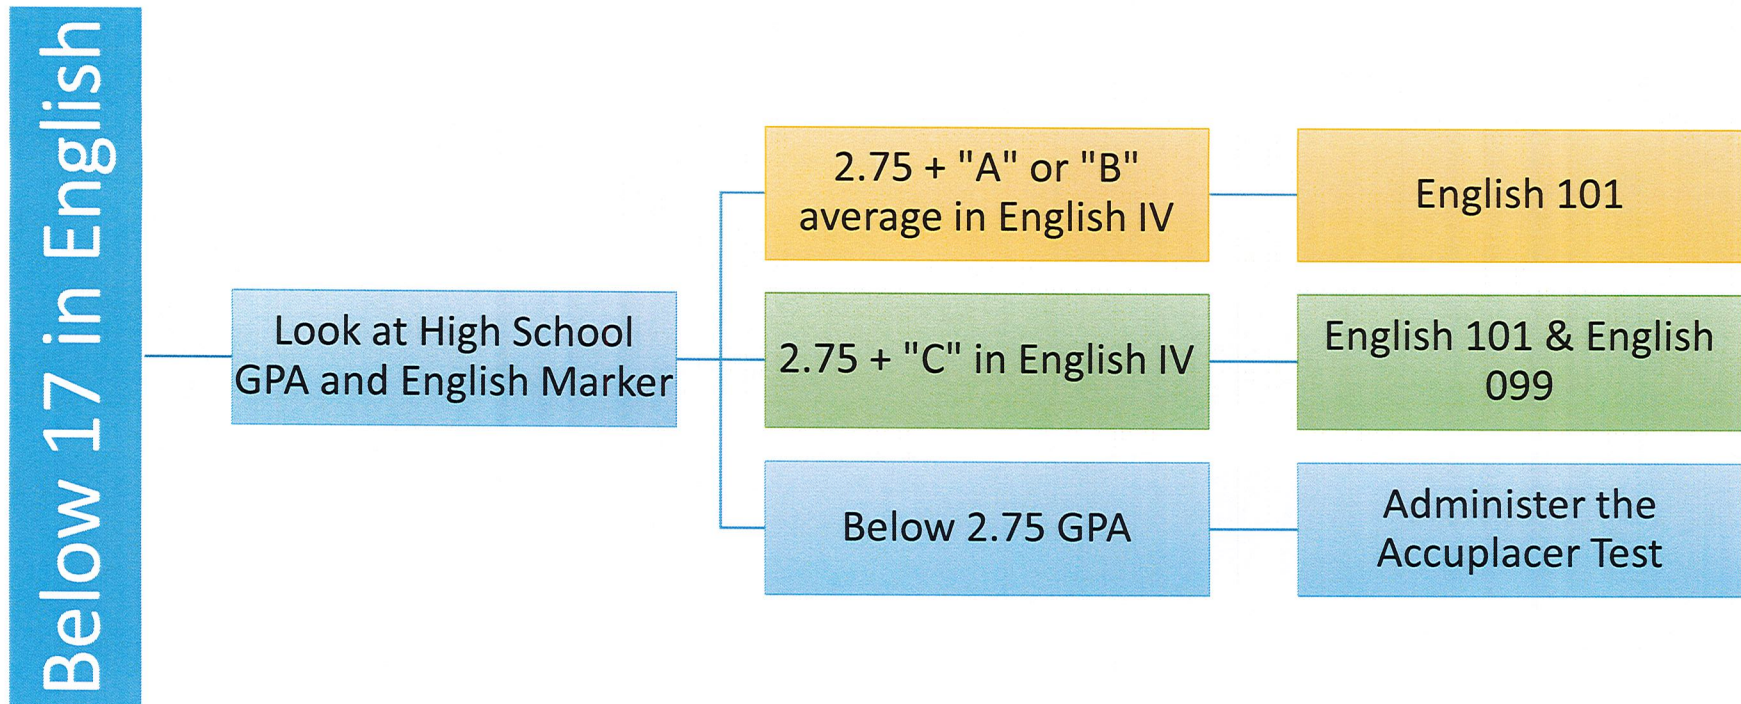 Below 17 in English
Look at High School
GPA and English Marker
2.75 + "A" or "B"
average in English IV
English 101
2.75 + "C" in English IV
English 101 & English
099
Below 2.75 GPA
Administer the
Accuplacer Test